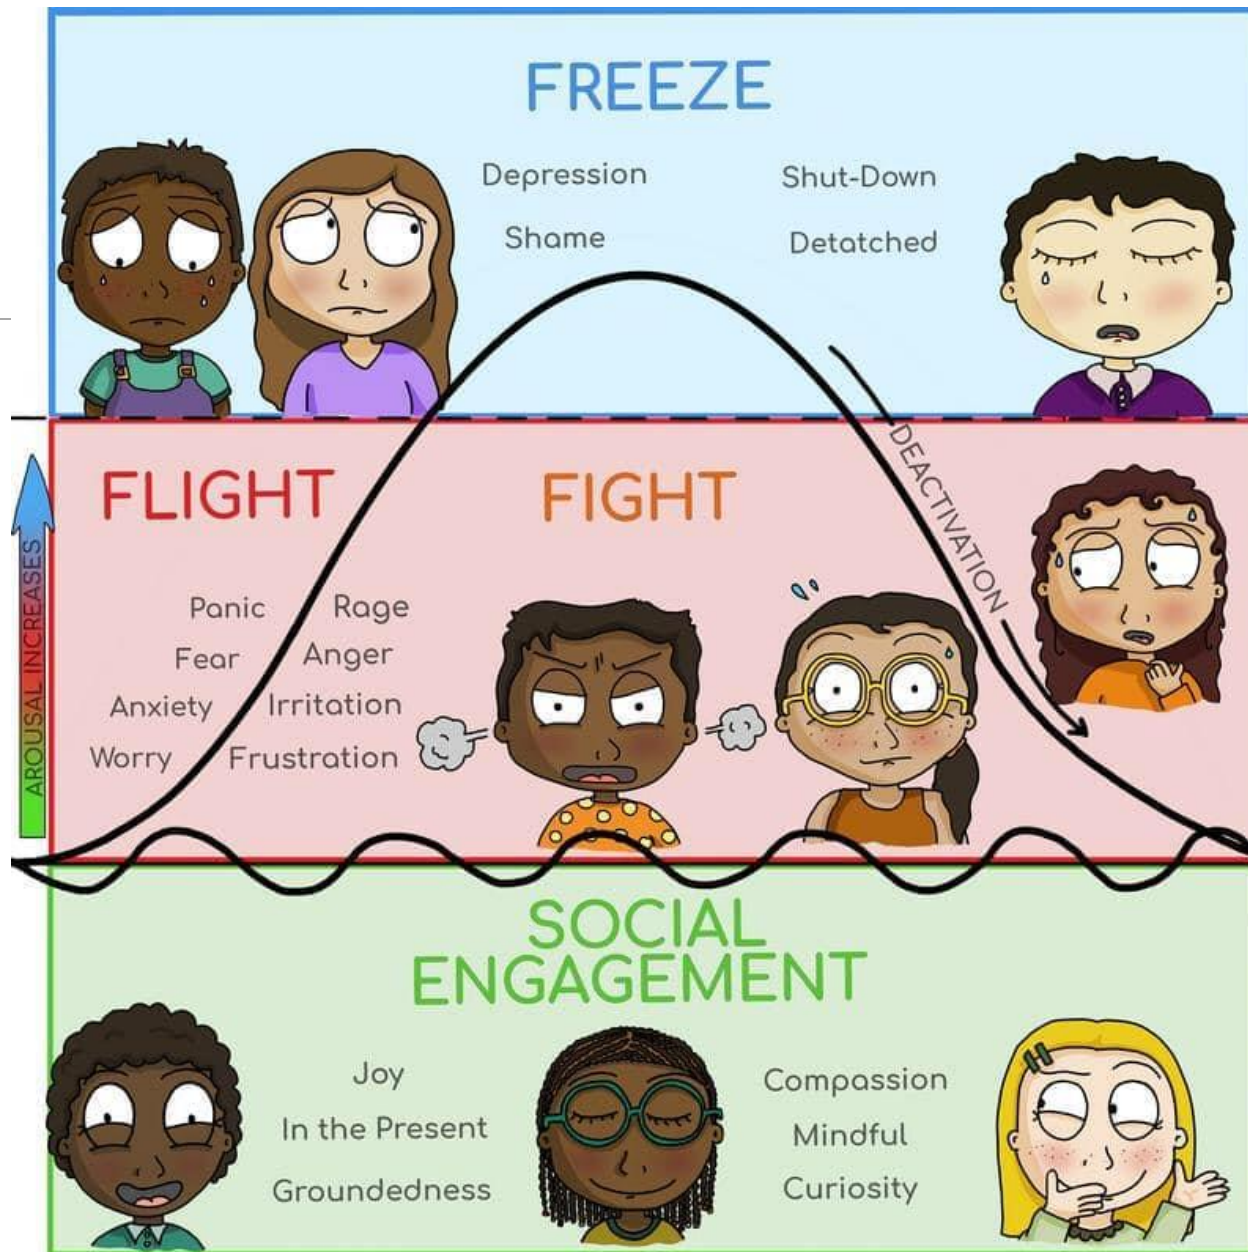 FREEZE
Depression
Shut-Down
Shame
Detatched
FLIGHT
FIGHT
DEACTIVATION
AROUSAL INCREASES
Panic
Rage
Fear
Anger
Anxiety
Irritation
Worry
Frustration
SOCIAL
ENGAGEMENT
Joy
In the Present
Groundedness
Compassion
Mindful
Curiosity